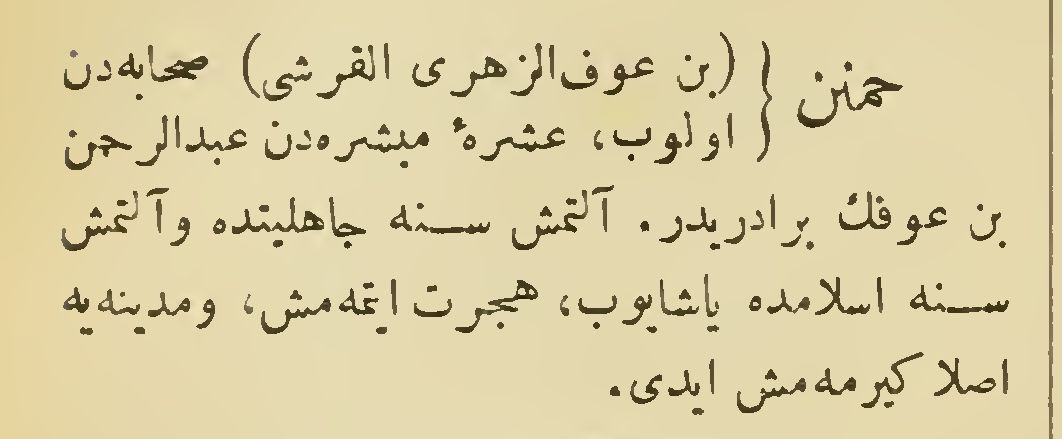 حمنن { (بن عوف‌الزهری القرشی) صحابه‌دن
اولوب، عشرهٔ مبشره‌دن عبدالرحمن
بن عوفك برادریدر. آلتمش سنه جاهلیتده وآلتمش
سنه اسلامده یاشایوب، هجرت ایتمه‌مش، ومدینه‌یه
اصلا کیرمه‌مش ایدی.